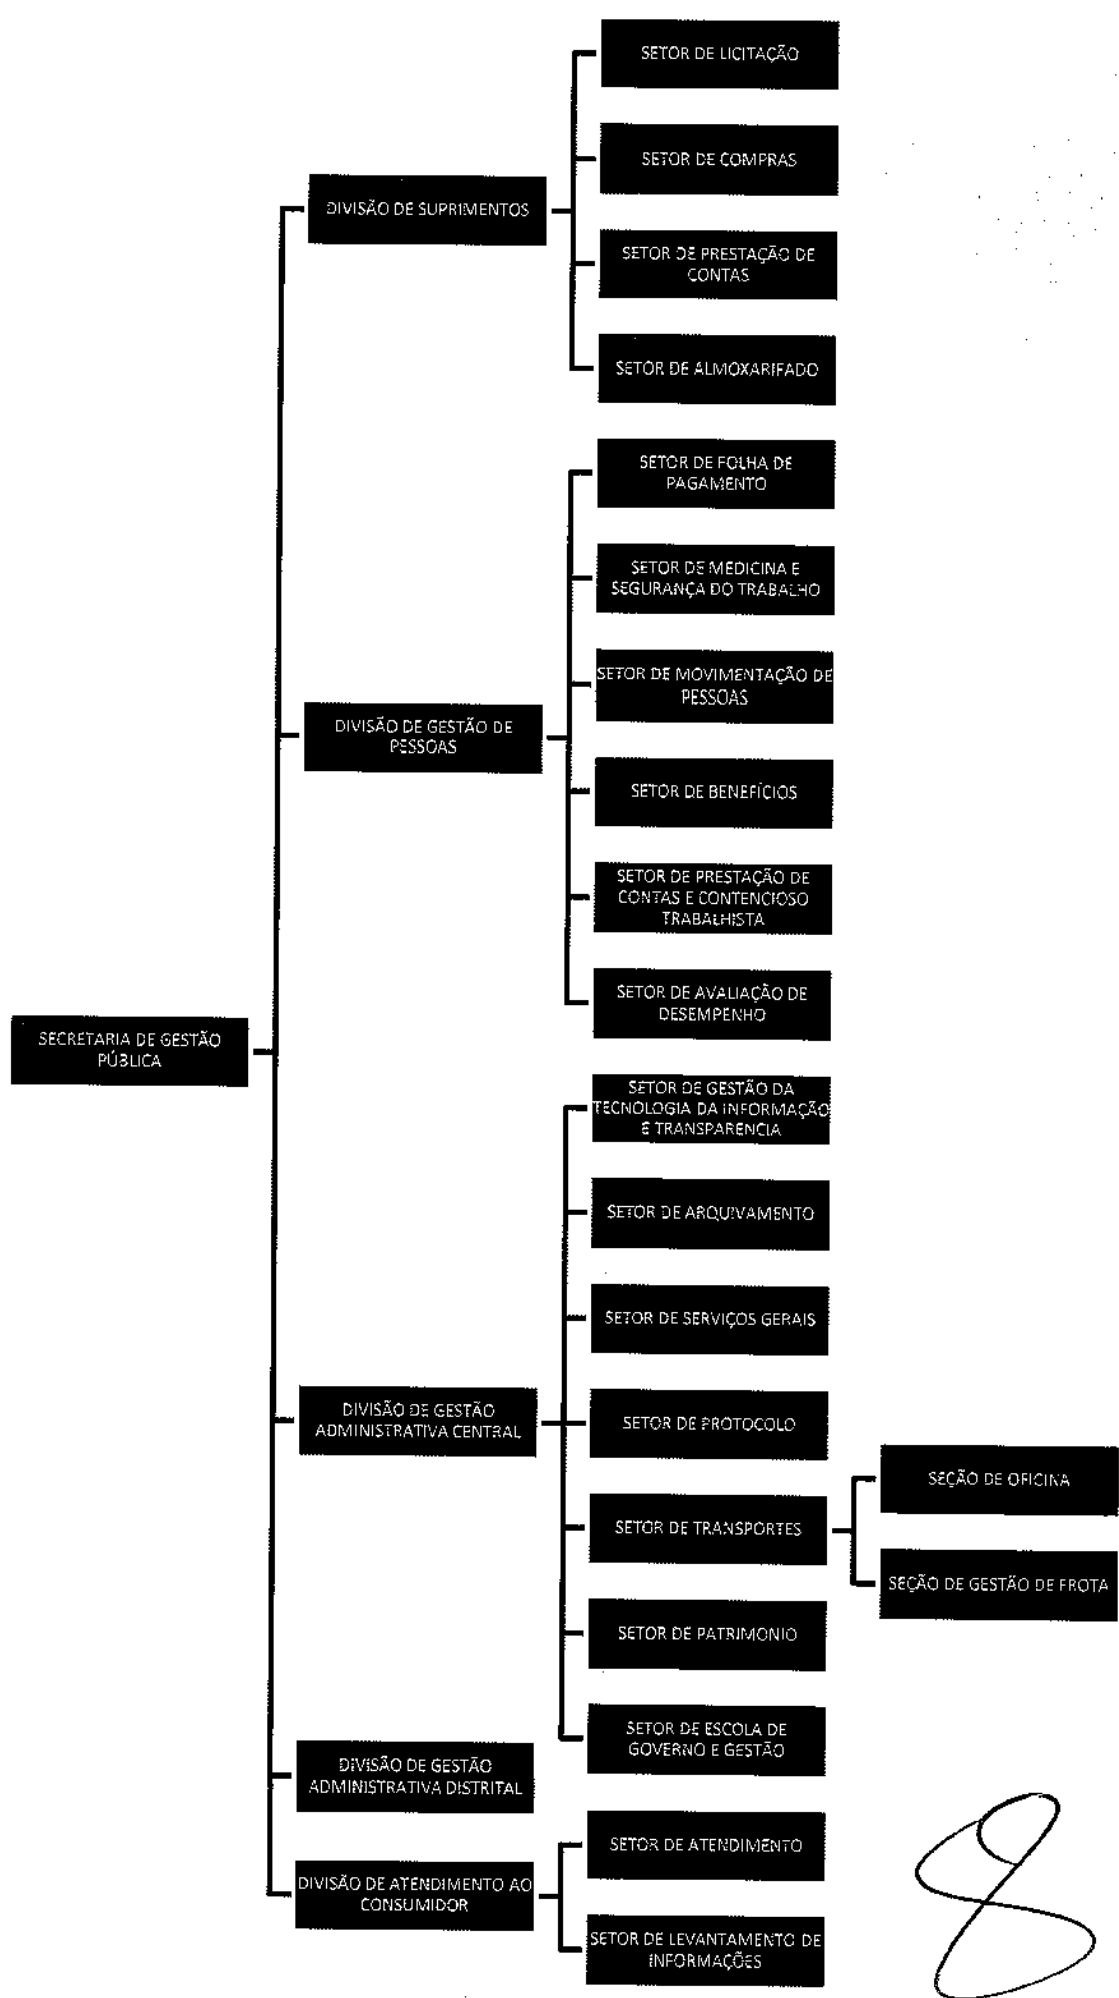 SETOR DE LICITAÇÃO
SETOR DE COMPRAS
DIVISÃO DE SUPRIMENTOS
SETOR DE PRESTAÇÃO DE
CONTAS
SETOR DE ALMOXARIFADO
SETOR DE FOLHA DE
PAGAMENTO
SETOR DE MEDICINA E
SEGURANÇA DO TRABALHO
SETOR DE MOVIMENTAÇÃO DE
PESSOAS
DIVISÃO DE GESTÃO DE
PESSOAS
SETOR DE BENEFÍCIOS
SETOR DE PRESTAÇÃO DE
CONTAS E CONTENCIOSO
TRABALHISTA
SETOR DE AVALIAÇÃO DE
DESEMPENHO
SECRETARIA DE GESTÃO
PÚBLICA
SETOR DE GESTÃO DA
TECNOLOGIA DA INFORMAÇÃO
E TRANSPARENCIA
SETOR DE ARQUIVAMENTO
SETOR DE SERVIÇOS GERAIS
DIVISÃO DE GESTÃO
ADMINISTRATIVA CENTRAL
SETOR DE PROTOCOLO
SEÇÃO DE OFICINA
SETOR DE TRANSPORTES
SEÇÃO DE GESTÃO DE FROTA
SETOR DE PATRIMONIO
SETOR DE ESCOLA DE
GOVERNO E GESTÃO
DIVISÃO DE GESTÃO
ADMINISTRATIVA DISTRITAL
SETOR DE ATENDIMENTO
DIVISÃO DE ATENDIMENTO AO
CONSUMIDOR
SETOR DE LEVANTAMENTO DE
INFORMAÇÕES